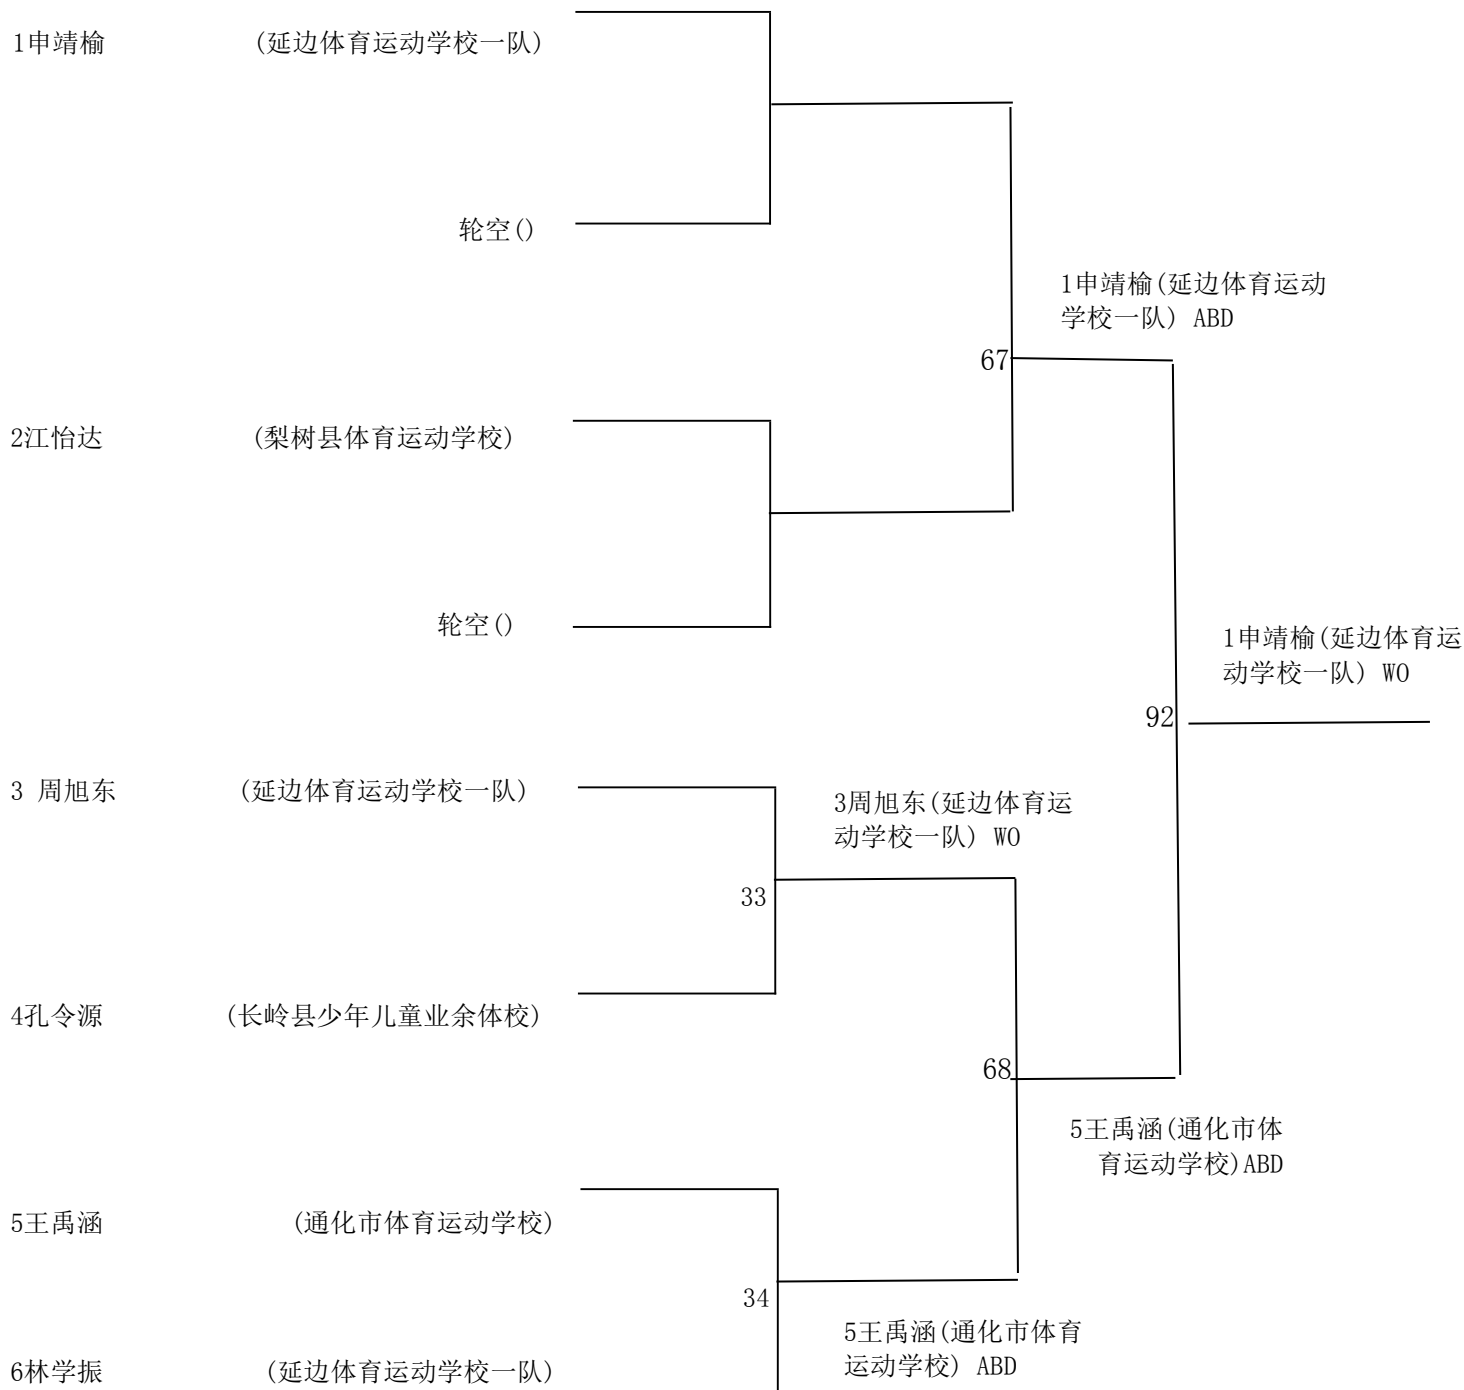 1申靖榆 (延边体育运动学校一队)
轮空()
1申靖榆(延边体育运动
学校一队) ABD
67
2江怡达 (梨树县体育运动学校)
轮空()
1申靖榆(延边体育运
动学校一队) WO
92
3 周旭东 (延边体育运动学校一队)
3周旭东(延边体育运
动学校一队) WO
33
4孔令源 (长岭县少年儿童业余体校)
68
5王禹涵(通化市体
育运动学校)ABD
5王禹涵 (通化市体育运动学校)
34
5王禹涵(通化市体育
运动学校) ABD
6林学振 (延边体育运动学校一队)